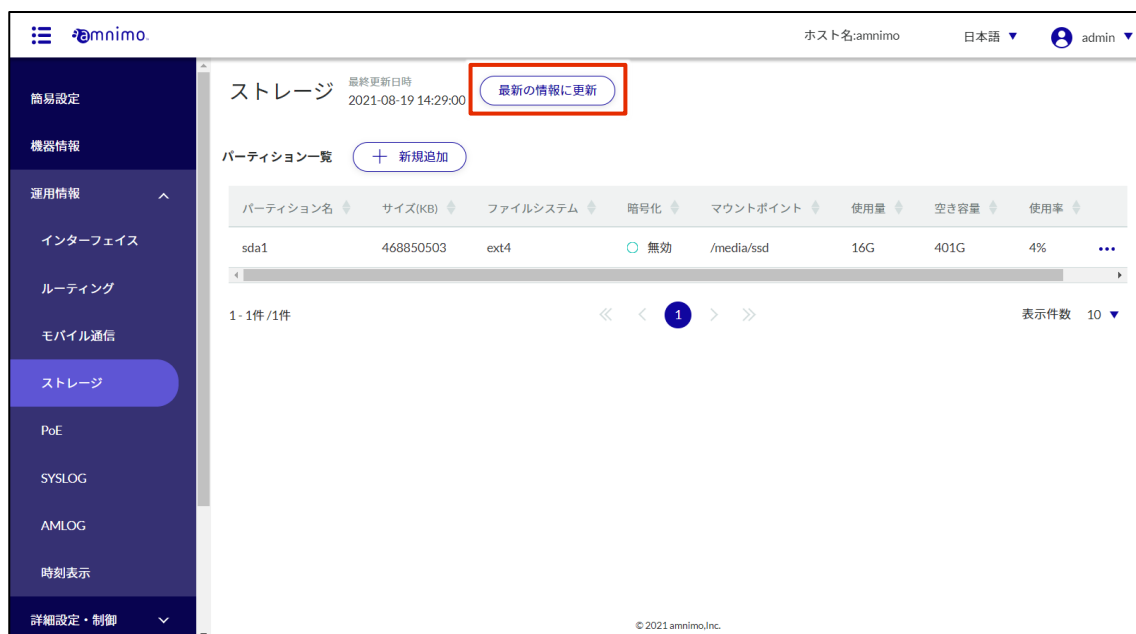 amnimo.
ホスト名:amnimo
日本語 ▼
admin ▼
簡易設定
機器情報
運用情報
インターフェイス
ルーティング
モバイル通信
ストレージ
PoE
SYSLOG
AMLOG
時刻表示
詳細設定・制御
ストレージ
最終更新日時
2021-08-19 14:29:00
最新の情報に更新
パーティション一覧
＋ 新規追加
パーティション名 サイズ(KB) ファイルシステム 暗号化 マウントポイント 使用量 空き容量 使用率
sda1 468850503 ext4 無効 /media/ssd 16G 401G 4% •••
1 - 1件 /1件
≪ < 1 > ≫
表示件数 10 ▼
© 2021 amnimo,Inc.